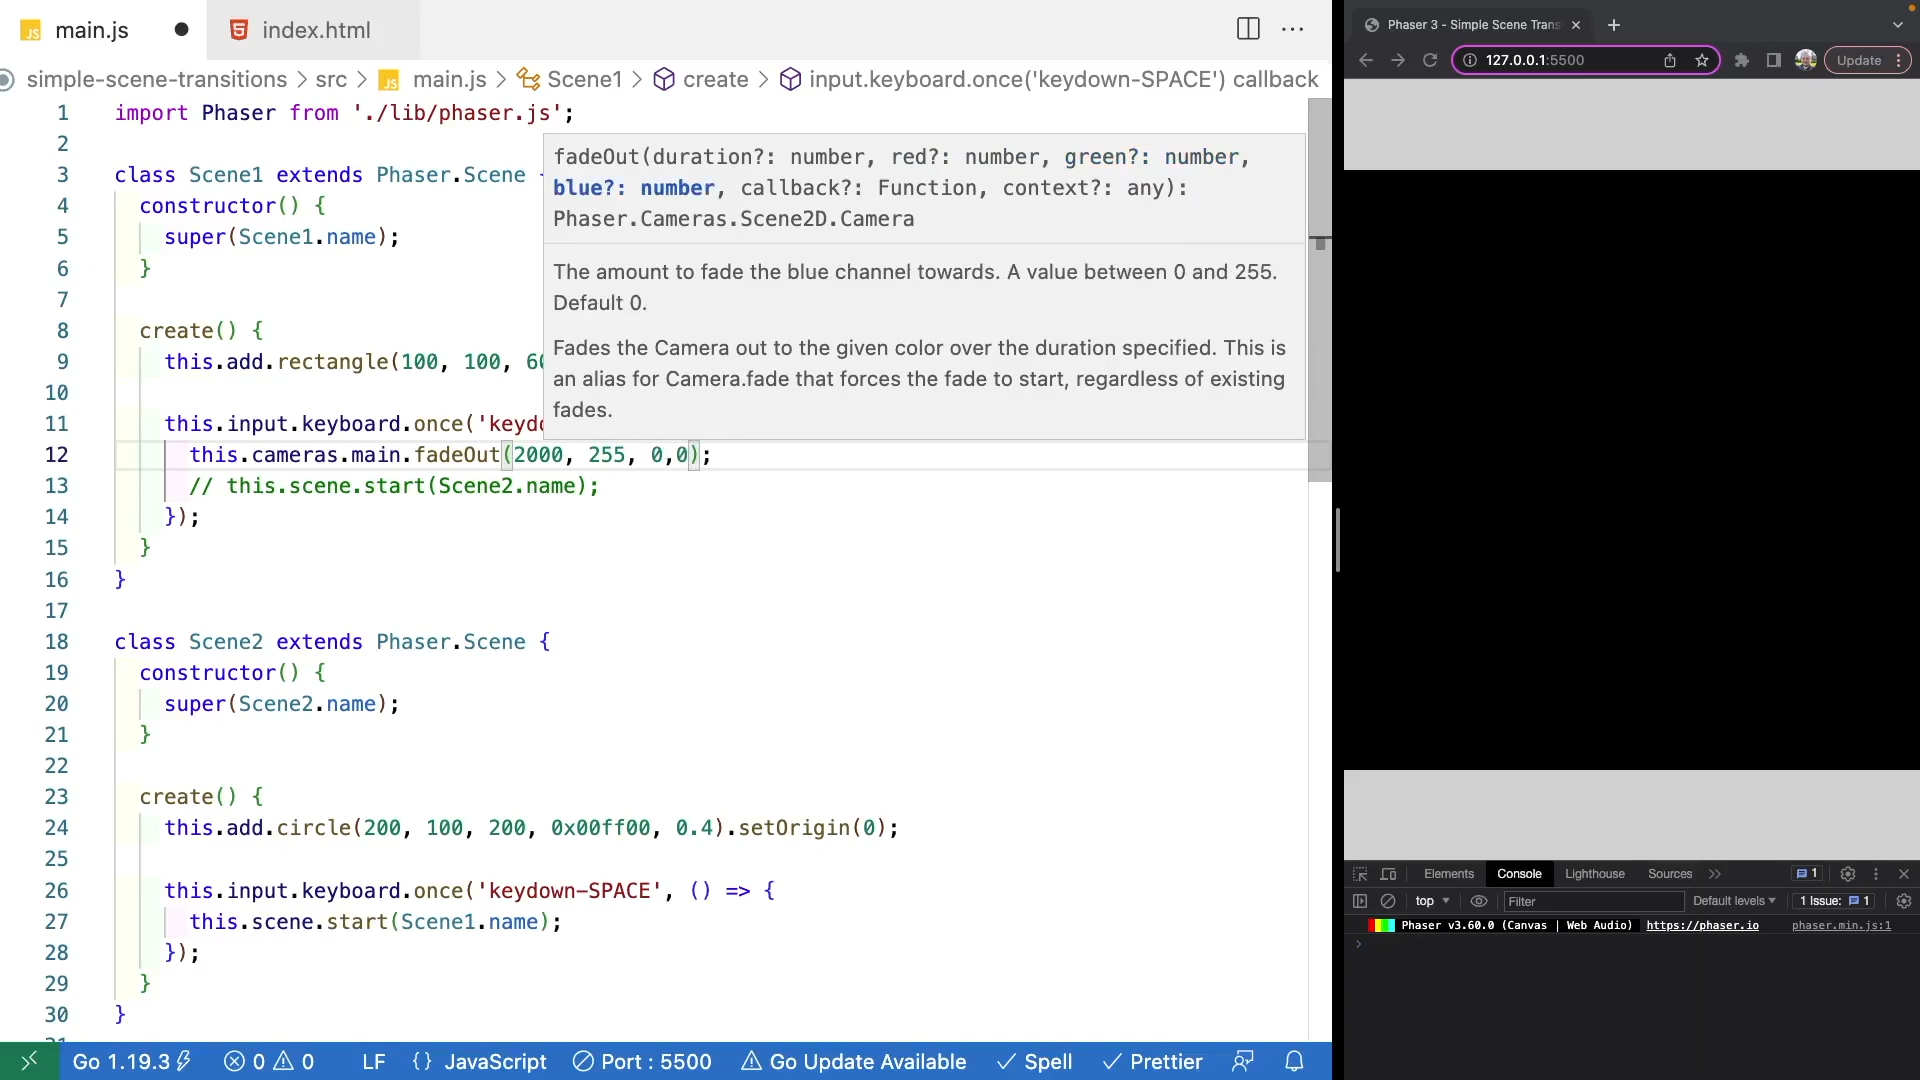 main.js
index.html
simple-scene-transitions > src > main.js > Scene1 > create > input.keyboard.once('keydown-SPACE') callback
1 import Phaser from './lib/phaser.js';
2
3 class Scene1 extends Phaser.Scene
4 constructor() {
5 super(Scene1.name);
6 }
7
8 create() {
9 this.add.rectangle(100, 100, 60
10
11 this.input.keyboard.once('keyd
12 this.cameras.main.fadeOut(2000, 255, 0,0);
13 // this.scene.start(Scene2.name);
14 });
15 }
16 }
17
18 class Scene2 extends Phaser.Scene {
19 constructor() {
20 super(Scene2.name);
21 }
22
23 create() {
24 this.add.circle(200, 100, 200, 0x00ff00, 0.4).setOrigin(0);
25
26 this.input.keyboard.once('keydown-SPACE', () => {
27 this.scene.start(Scene1.name);
28 });
29 }
30 }
fadeOut(duration?: number, red?: number, green?: number,
blue?: number, callback?: Function, context?: any):
Phaser.Cameras.Scene2D.Camera
The amount to fade the blue channel towards. A value between 0 and 255.
Default 0.
Fades the Camera out to the given color over the duration specified. This is
an alias for Camera.fade that forces the fade to start, regardless of existing
fades.
Go 1.19.3 0 0 LF {} JavaScript Port : 5500 Go Update Available Spell Prettier
Phaser 3 - Simple Scene Trans
127.0.0.1:5500
Update
Elements Console Lighthouse Sources 1
top Filter Default levels 1 Issue: 1
Phaser v3.60.0 (Canvas | Web Audio) https://phaser.io phaser.min.js:1